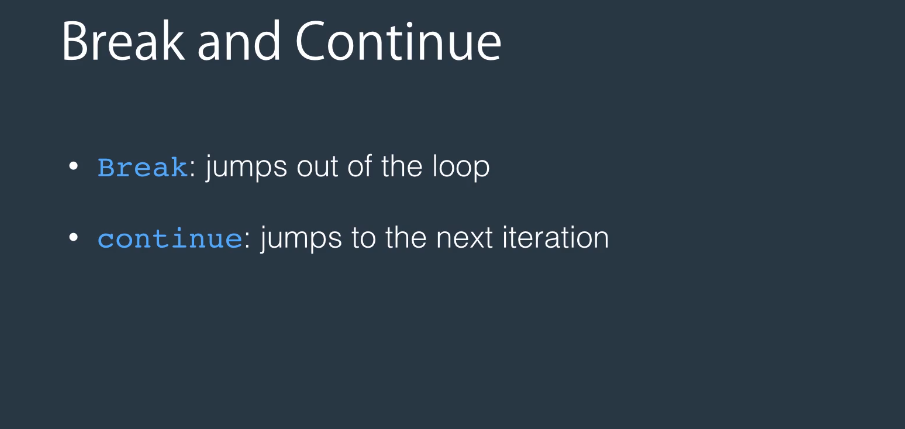 Break and Continue
• Break: jumps out of the loop
• continue: jumps to the next iteration